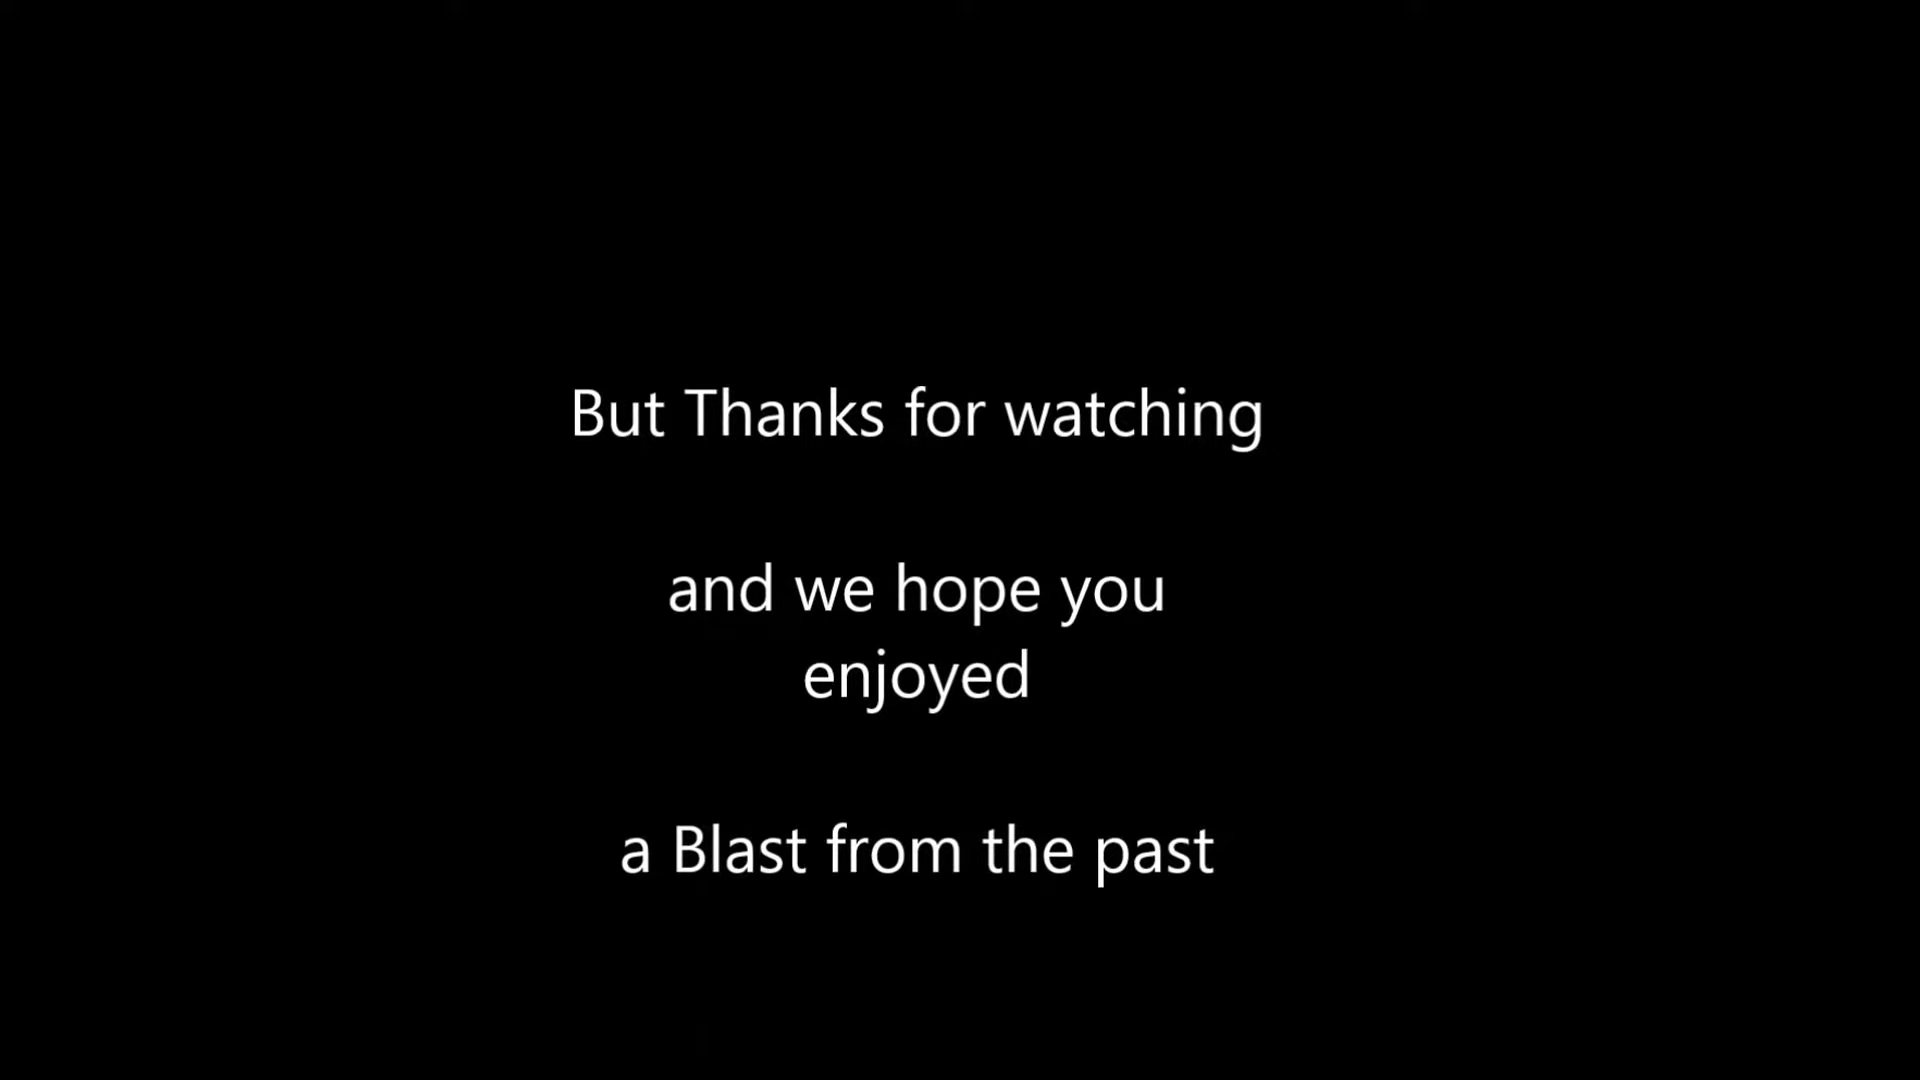 But Thanks for watching
and we hope you
enjoyed
a Blast from the past